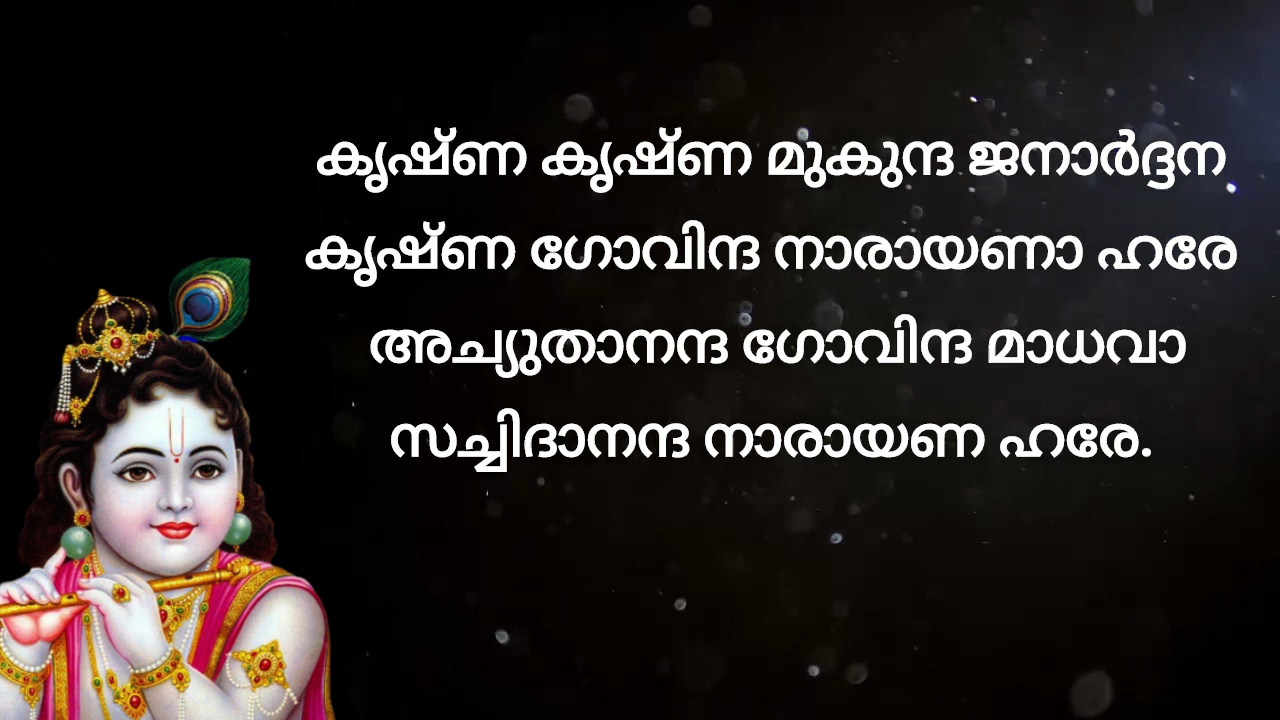 കൃഷ്ണ കൃഷ്ണ മുകുന്ദ ജനാർദ്ദന
കൃഷ്ണ ഗോവിന്ദ നാരായണാ ഹരേ
അച്യുതാനന്ദ ഗോവിന്ദ മാധവാ
സച്ചിദാനന്ദ നാരായണ ഹരേ.